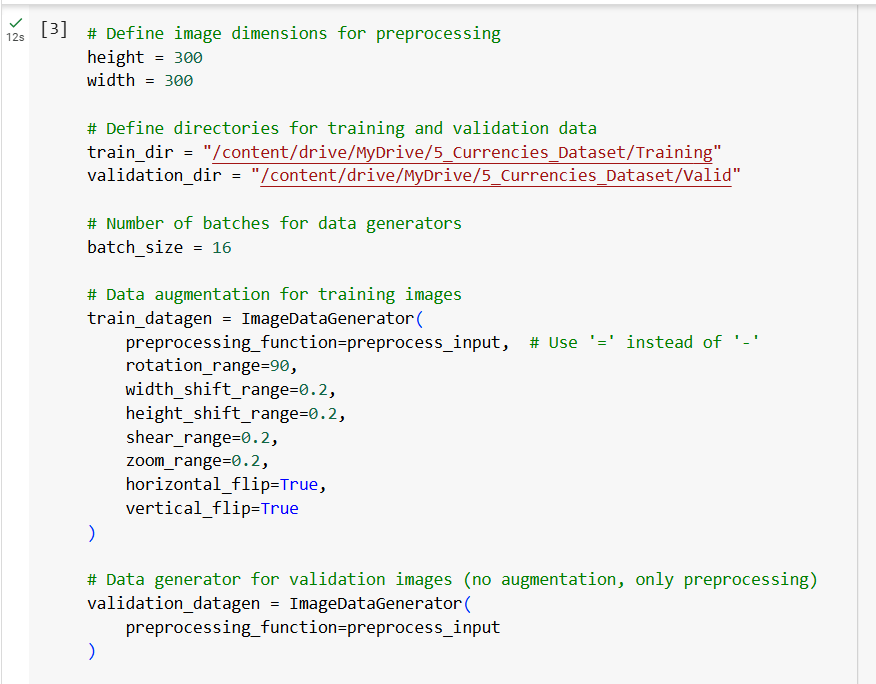 [3]
12s
# Define image dimensions for preprocessing
height = 300
width = 300
# Define directories for training and validation data
train_dir = "/content/drive/MyDrive/5_Currencies_Dataset/Training"
validation_dir = "/content/drive/MyDrive/5_Currencies_Dataset/Valid"
# Number of batches for data generators
batch_size = 16
# Data augmentation for training images
train_datagen = ImageDataGenerator(
    preprocessing_function=preprocess_input,  # Use '=' instead of '-'
    rotation_range=90,
    width_shift_range=0.2,
    height_shift_range=0.2,
    shear_range=0.2,
    zoom_range=0.2,
    horizontal_flip=True,
    vertical_flip=True
)
# Data generator for validation images (no augmentation, only preprocessing)
validation_datagen = ImageDataGenerator(
    preprocessing_function=preprocess_input
)